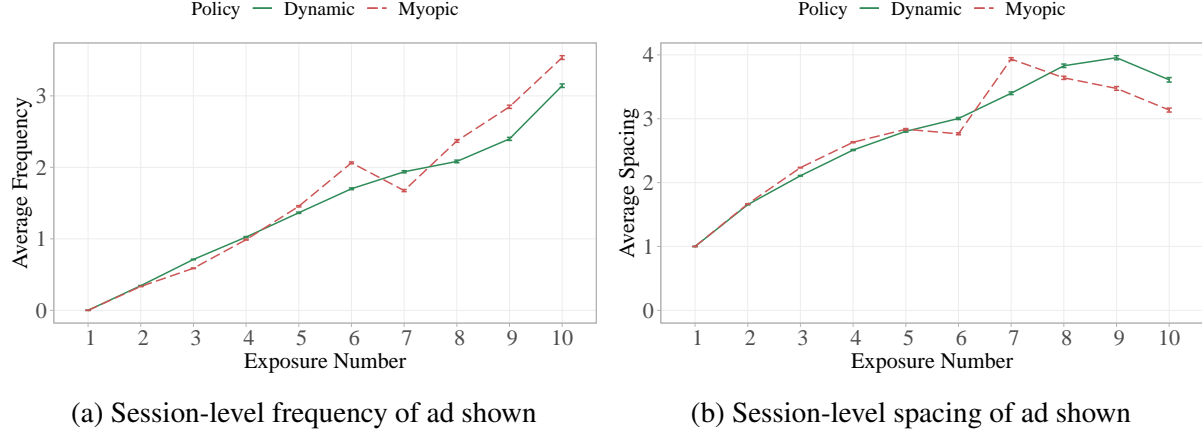 Policy Dynamic Myopic
Average Frequency
3
2
1
0
1 2 3 4 5 6 7 8 9 10
Exposure Number
(a) Session-level frequency of ad shown
Policy Dynamic Myopic
Average Spacing
4
3
2
1
0
1 2 3 4 5 6 7 8 9 10
Exposure Number
(b) Session-level spacing of ad shown